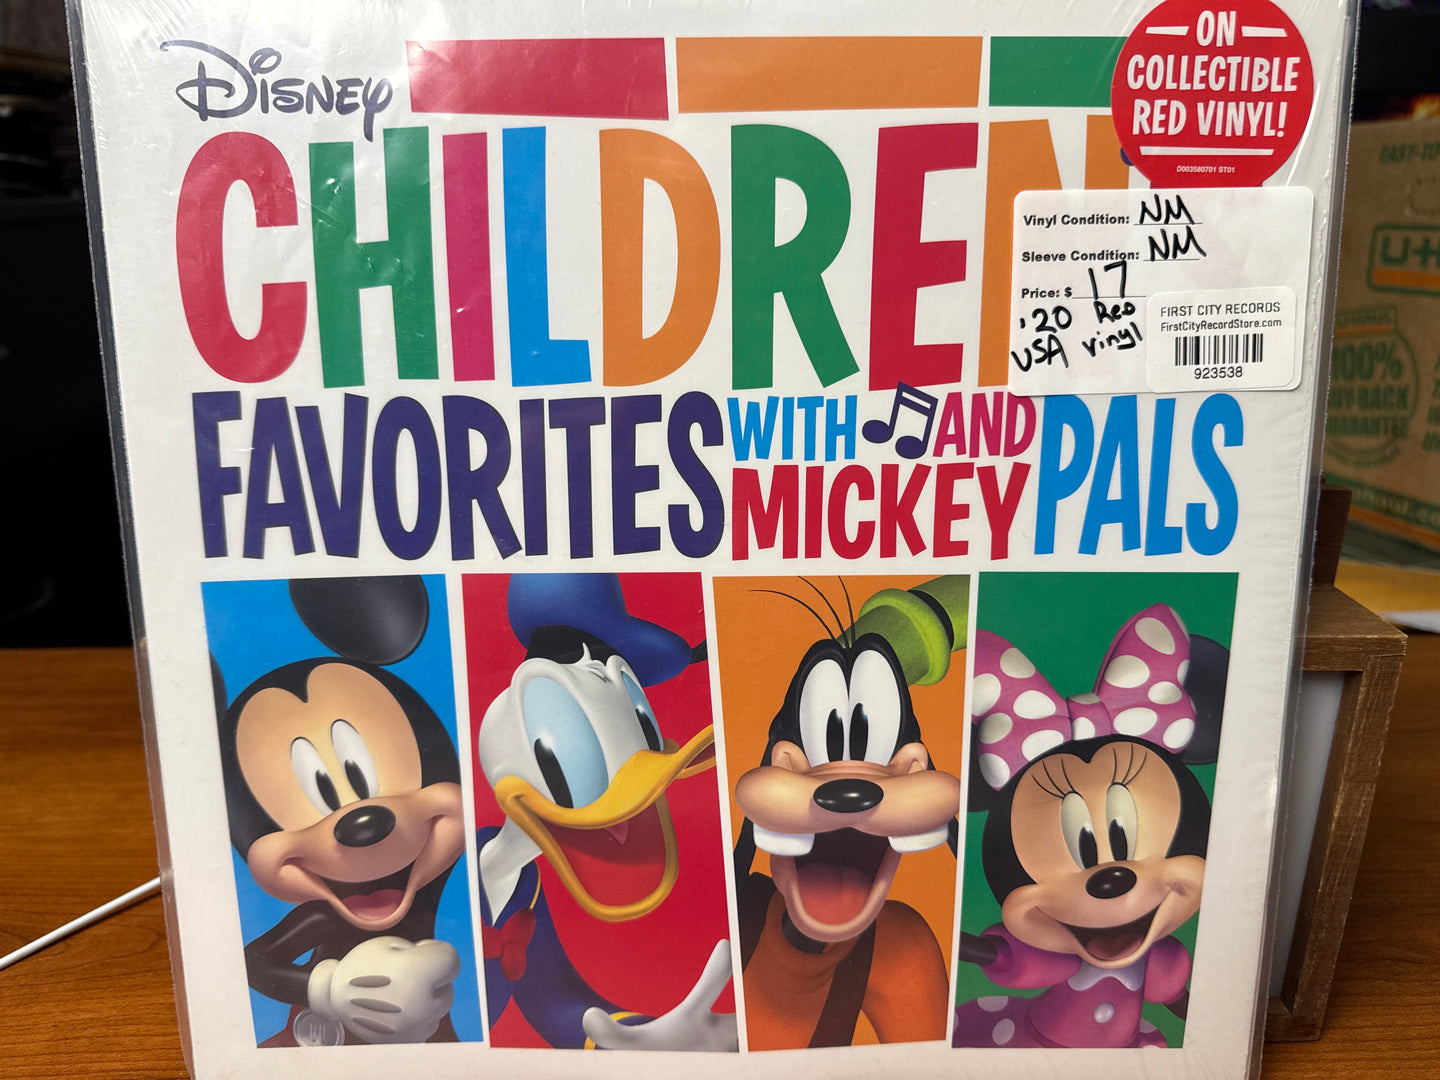 Disney
ON
COLLECTIBLE
RED VINYL!
D003580701 ST01
CHILDREN
Vinyl Condition: NM
Sleeve Condition: NM
Price: $ 17
'20 Red
USA vinyl
FIRST CITY RECORDS
FirstCityRecordStore.com
923538
FAVORITES WITH AND
MICKEY PALS
U-H
100%